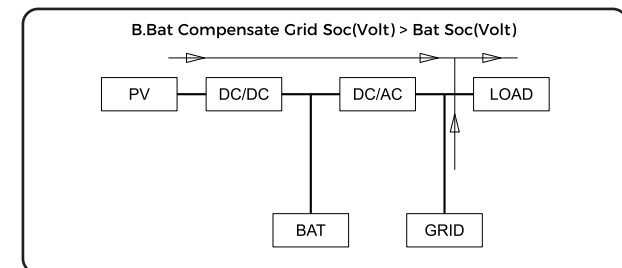 B.Bat Compensate Grid Soc(Volt) > Bat Soc(Volt)
PV DC/DC DC/AC LOAD
BAT GRID